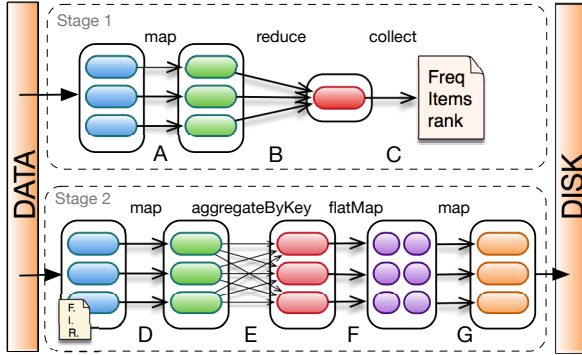 Stage 1
map
reduce
collect
Freq
Items
rank
A
B
C
DATA
DISK
Stage 2
map
aggregateByKey
flatMap
map
F.
I.
R.
D
E
F
G